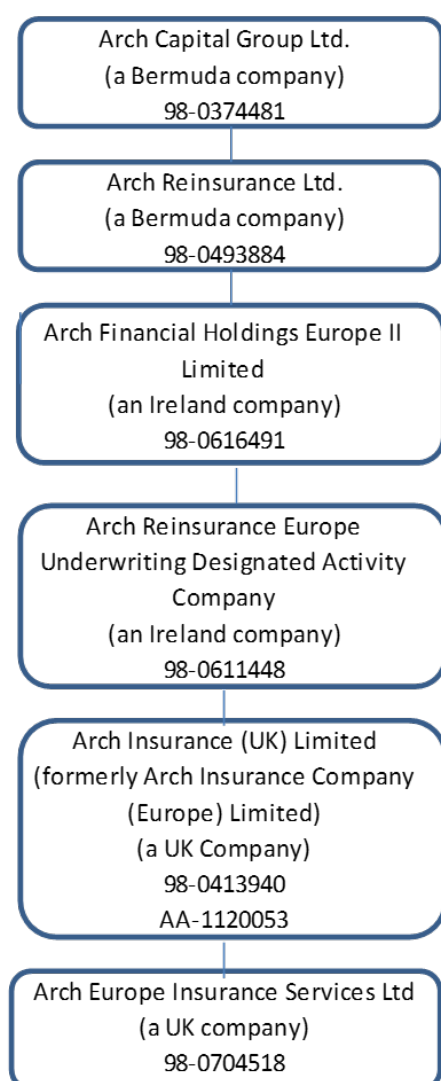 Arch Capital Group Ltd.
(a Bermuda company)
98-0374481
Arch Reinsurance Ltd.
(a Bermuda company)
98-0493884
Arch Financial Holdings Europe II
Limited
(an Ireland company)
98-0616491
Arch Reinsurance Europe
Underwriting Designated Activity
Company
(an Ireland company)
98-0611448
Arch Insurance (UK) Limited
(formerly Arch Insurance Company
(Europe) Limited)
(a UK Company)
98-0413940
AA-1120053
Arch Europe Insurance Services Ltd
(a UK company)
98-0704518